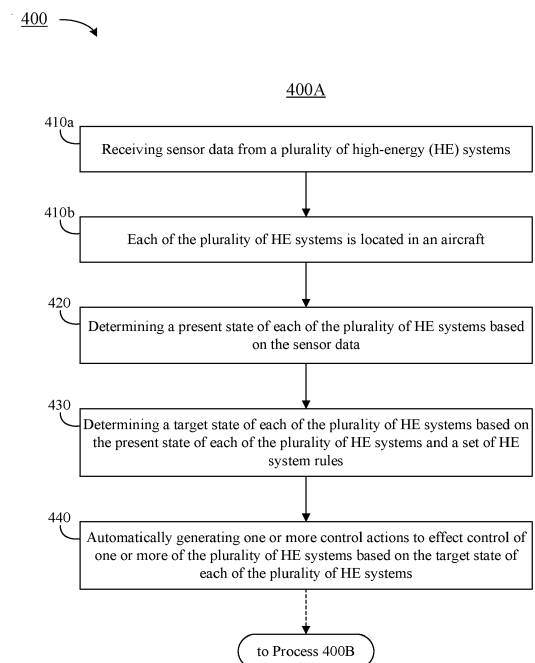 400
400A
410a
Receiving sensor data from a plurality of high-energy (HE) systems
410b
Each of the plurality of HE systems is located in an aircraft
420
Determining a present state of each of the plurality of HE systems based
on the sensor data
430
Determining a target state of each of the plurality of HE systems based on
the present state of each of the plurality of HE systems and a set of HE
system rules
440
Automatically generating one or more control actions to effect control of
one or more of the plurality of HE systems based on the target state of
each of the plurality of HE systems
to Process 400B